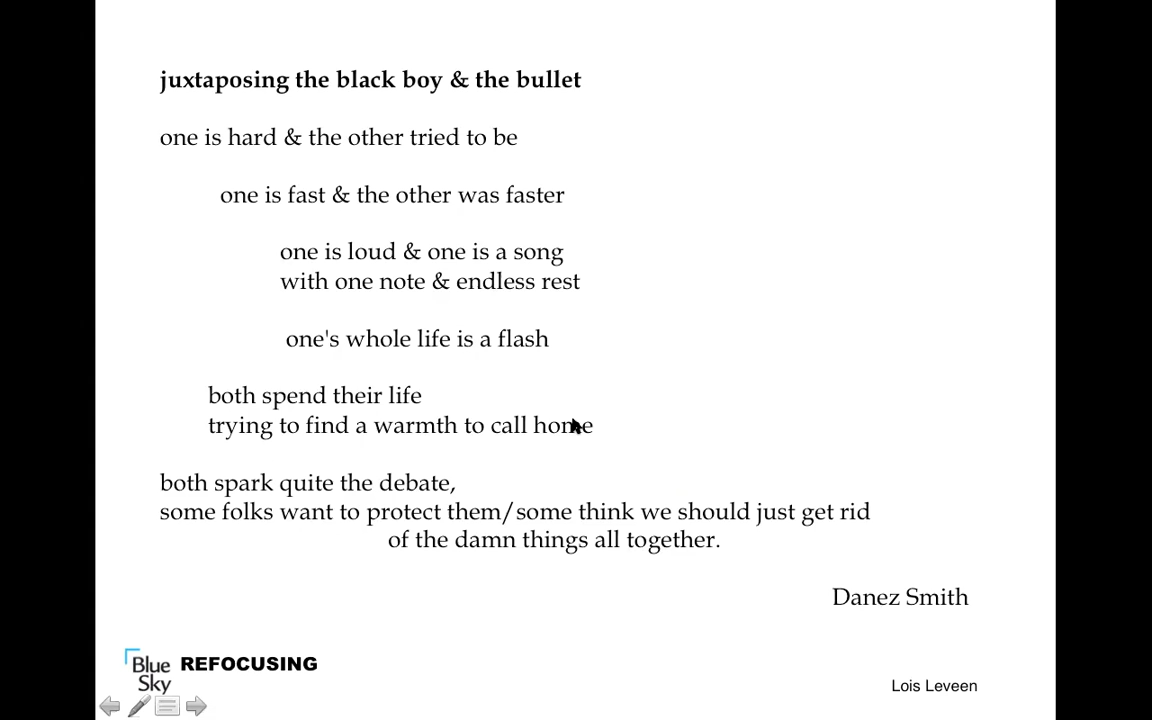 juxtaposing the black boy & the bullet
one is hard & the other tried to be
one is fast & the other was faster
one is loud & one is a song
with one note & endless rest
one's whole life is a flash
both spend their life
trying to find a warmth to call home
both spark quite the debate,
some folks want to protect them/some think we should just get rid
of the damn things all together.
Danez Smith
Blue
Sky
REFOCUSING
Lois Leveen